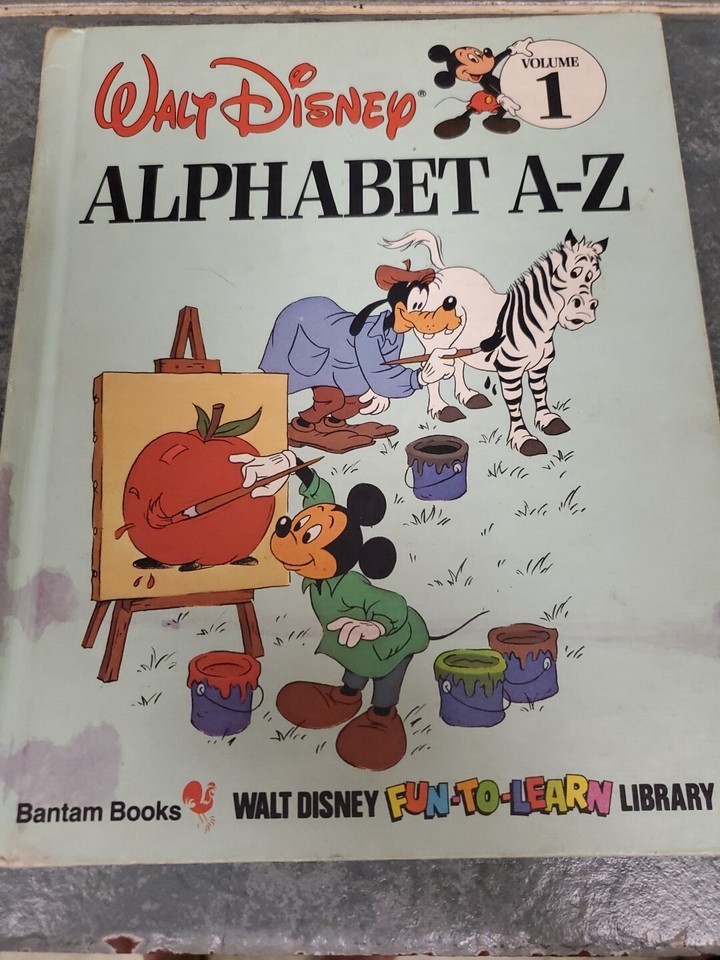 WALT DISNEY®
VOLUME
1
ALPHABET A-Z
Bantam Books
WALT DISNEY FUN-TO-LEARN LIBRARY